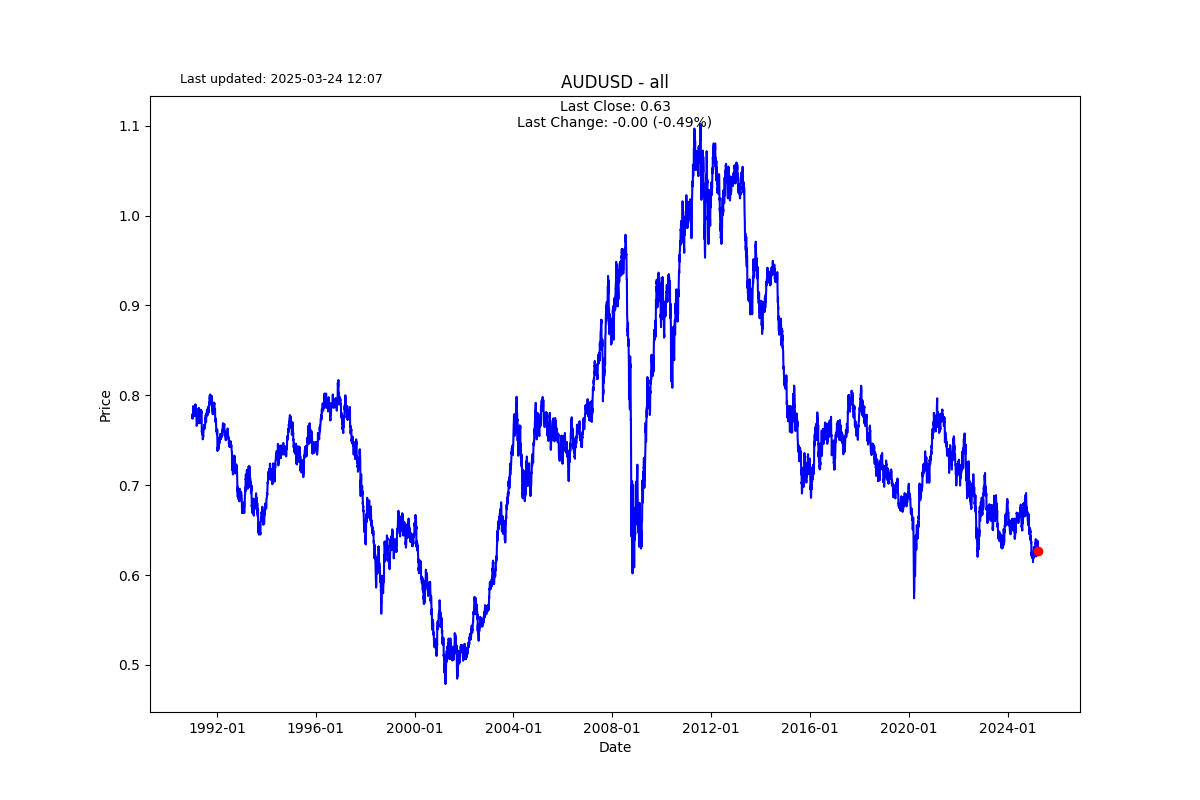 Last updated: 2025-03-24 12:07
AUDUSD - all
Last Close: 0.63
Last Change: -0.00 (-0.49%)
1.1
1.0
0.9
0.8
0.7
0.6
0.5
Price
1992-01 1996-01 2000-01 2004-01 2008-01 2012-01 2016-01 2020-01 2024-01
Date